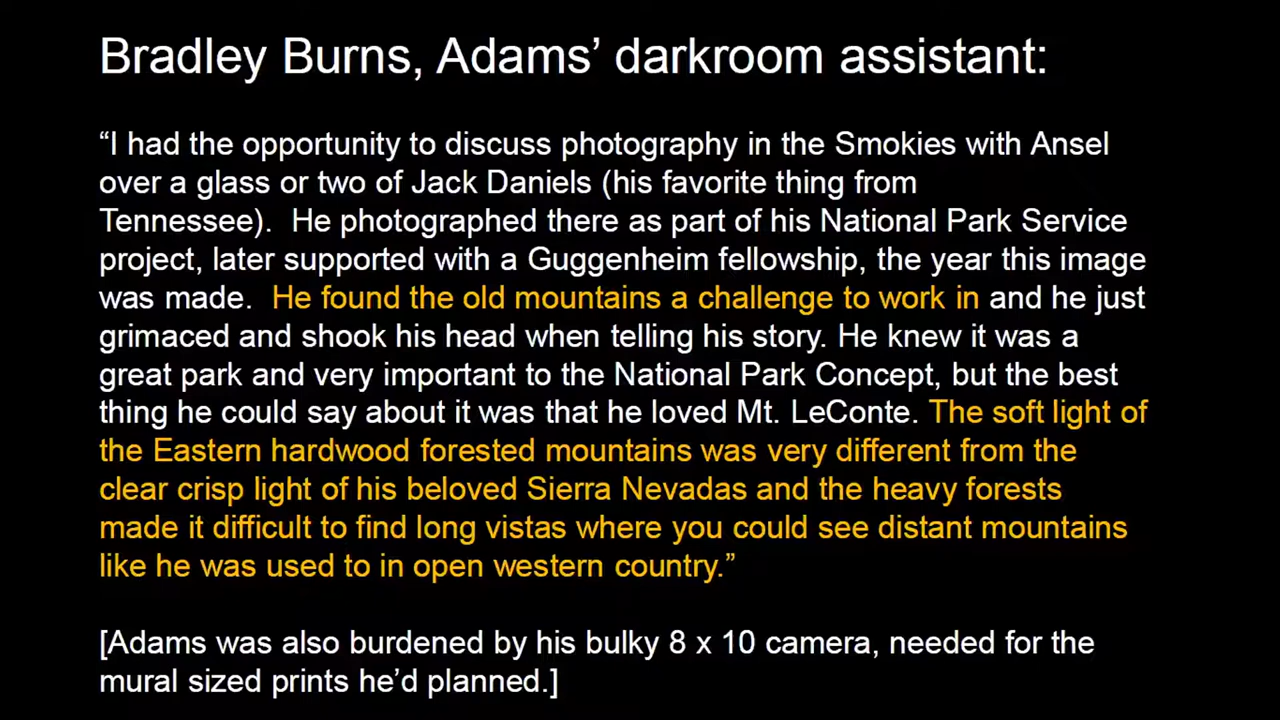 Bradley Burns, Adams’ darkroom assistant:
“I had the opportunity to discuss photography in the Smokies with Ansel
over a glass or two of Jack Daniels (his favorite thing from
Tennessee).  He photographed there as part of his National Park Service
project, later supported with a Guggenheim fellowship, the year this image
was made.  He found the old mountains a challenge to work in and he just
grimaced and shook his head when telling his story. He knew it was a
great park and very important to the National Park Concept, but the best
thing he could say about it was that he loved Mt. LeConte. The soft light of
the Eastern hardwood forested mountains was very different from the
clear crisp light of his beloved Sierra Nevadas and the heavy forests
made it difficult to find long vistas where you could see distant mountains
like he was used to in open western country.”
[Adams was also burdened by his bulky 8 x 10 camera, needed for the
mural sized prints he’d planned.]